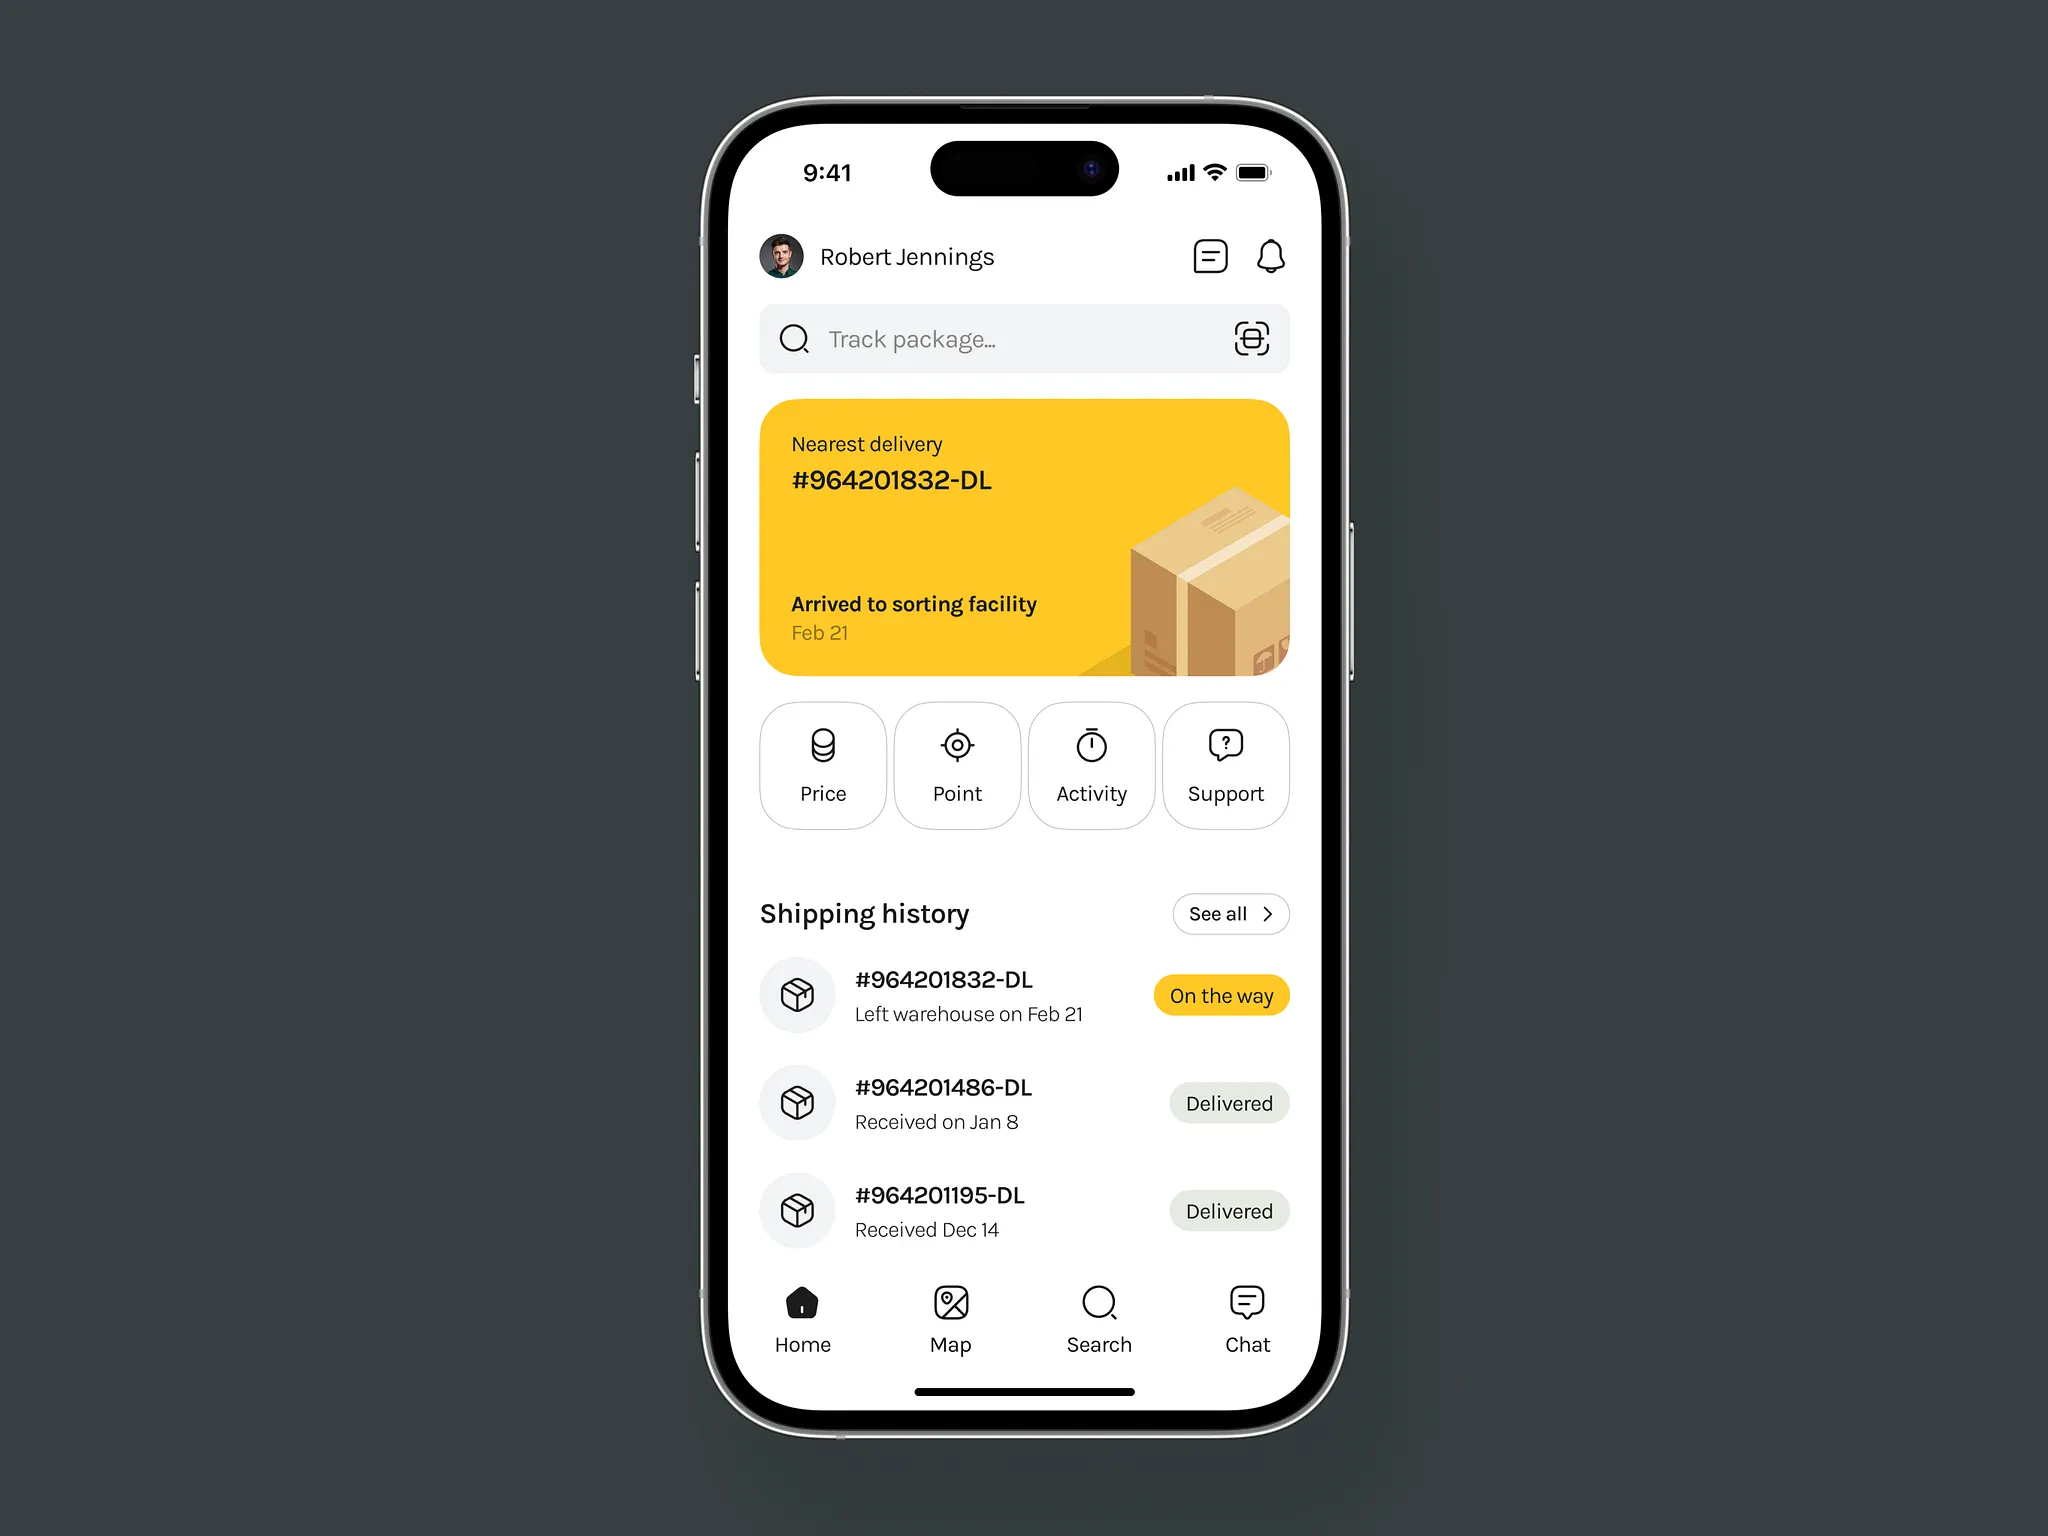 9:41
Robert Jennings
Track package...
Nearest delivery
#964201832-DL
Arrived to sorting facility
Feb 21
Price
Point
Activity
?
Support
Shipping history
See all
#964201832-DL
Left warehouse on Feb 21
On the way
#964201486-DL
Received on Jan 8
Delivered
#964201195-DL
Received Dec 14
Delivered
Home
Map
Search
Chat